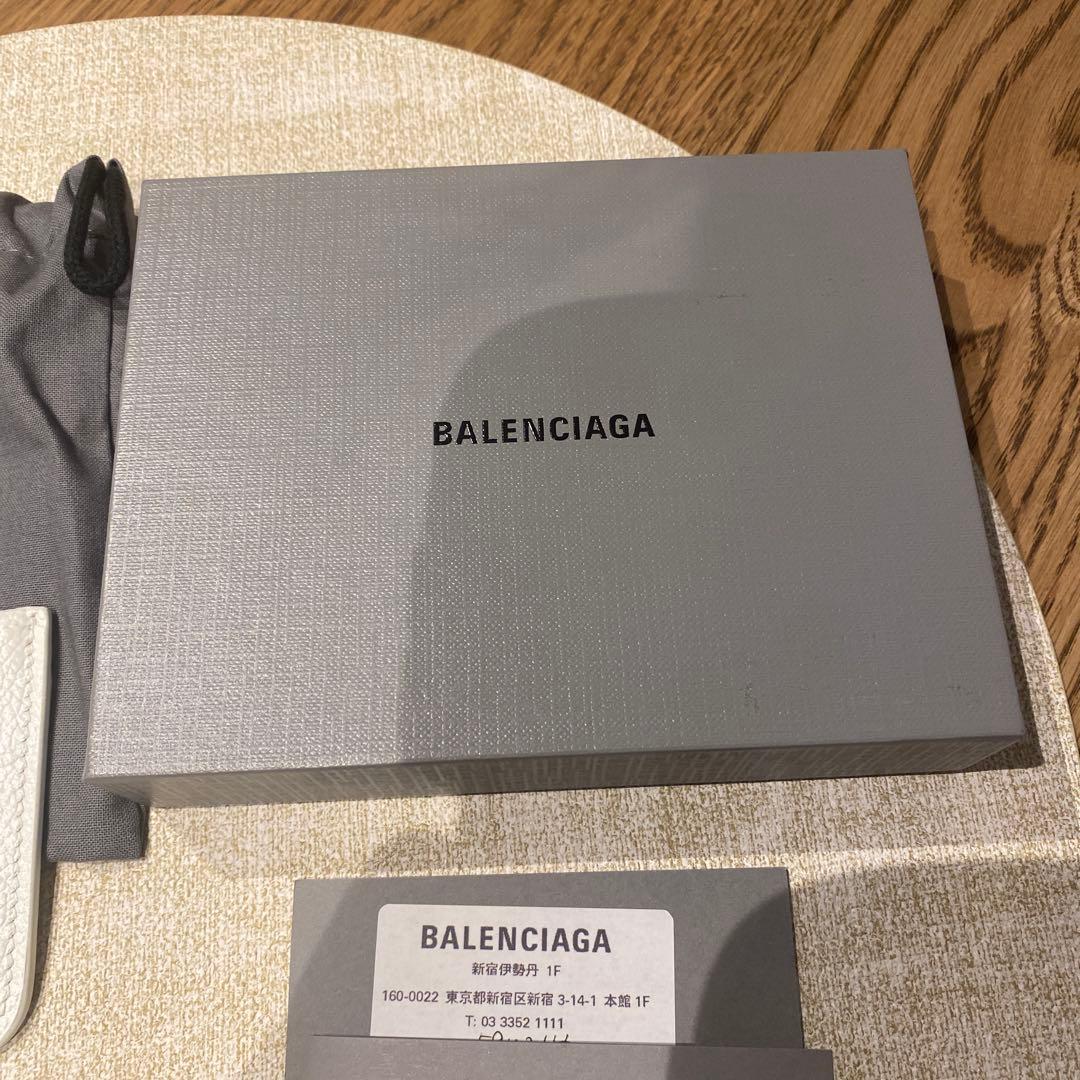 BALENCIAGA
BALENCIAGA
新宿伊勢丹 1F
160-0022 東京都新宿区新宿 3-14-1 本館 1F
T: 03 3352 1111